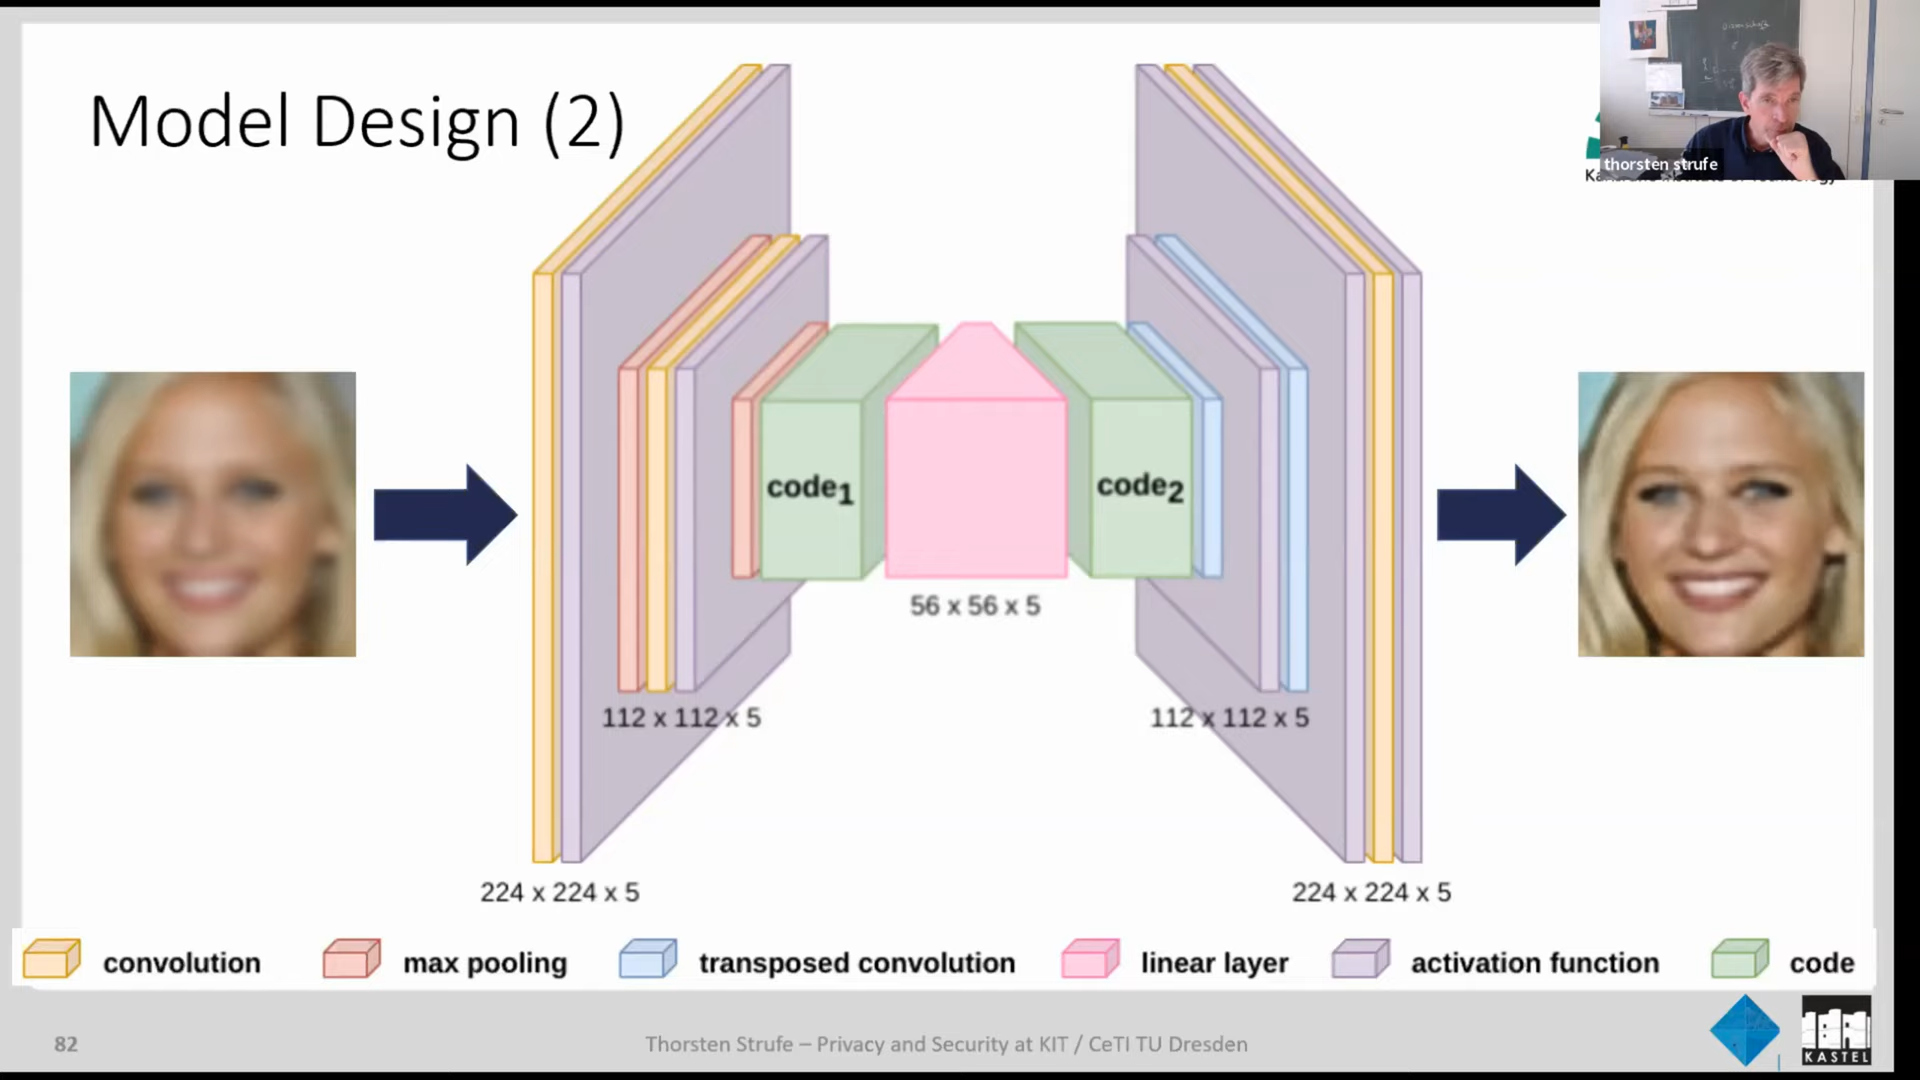 Model Design (2)
thorsten strufe
code1
code2
56 x 56 x 5
112 x 112 x 5
112 x 112 x 5
224 x 224 x 5
224 x 224 x 5
convolution
max pooling
transposed convolution
linear layer
activation function
code
82
Thorsten Strufe – Privacy and Security at KIT / CeTI TU Dresden
KASTEL